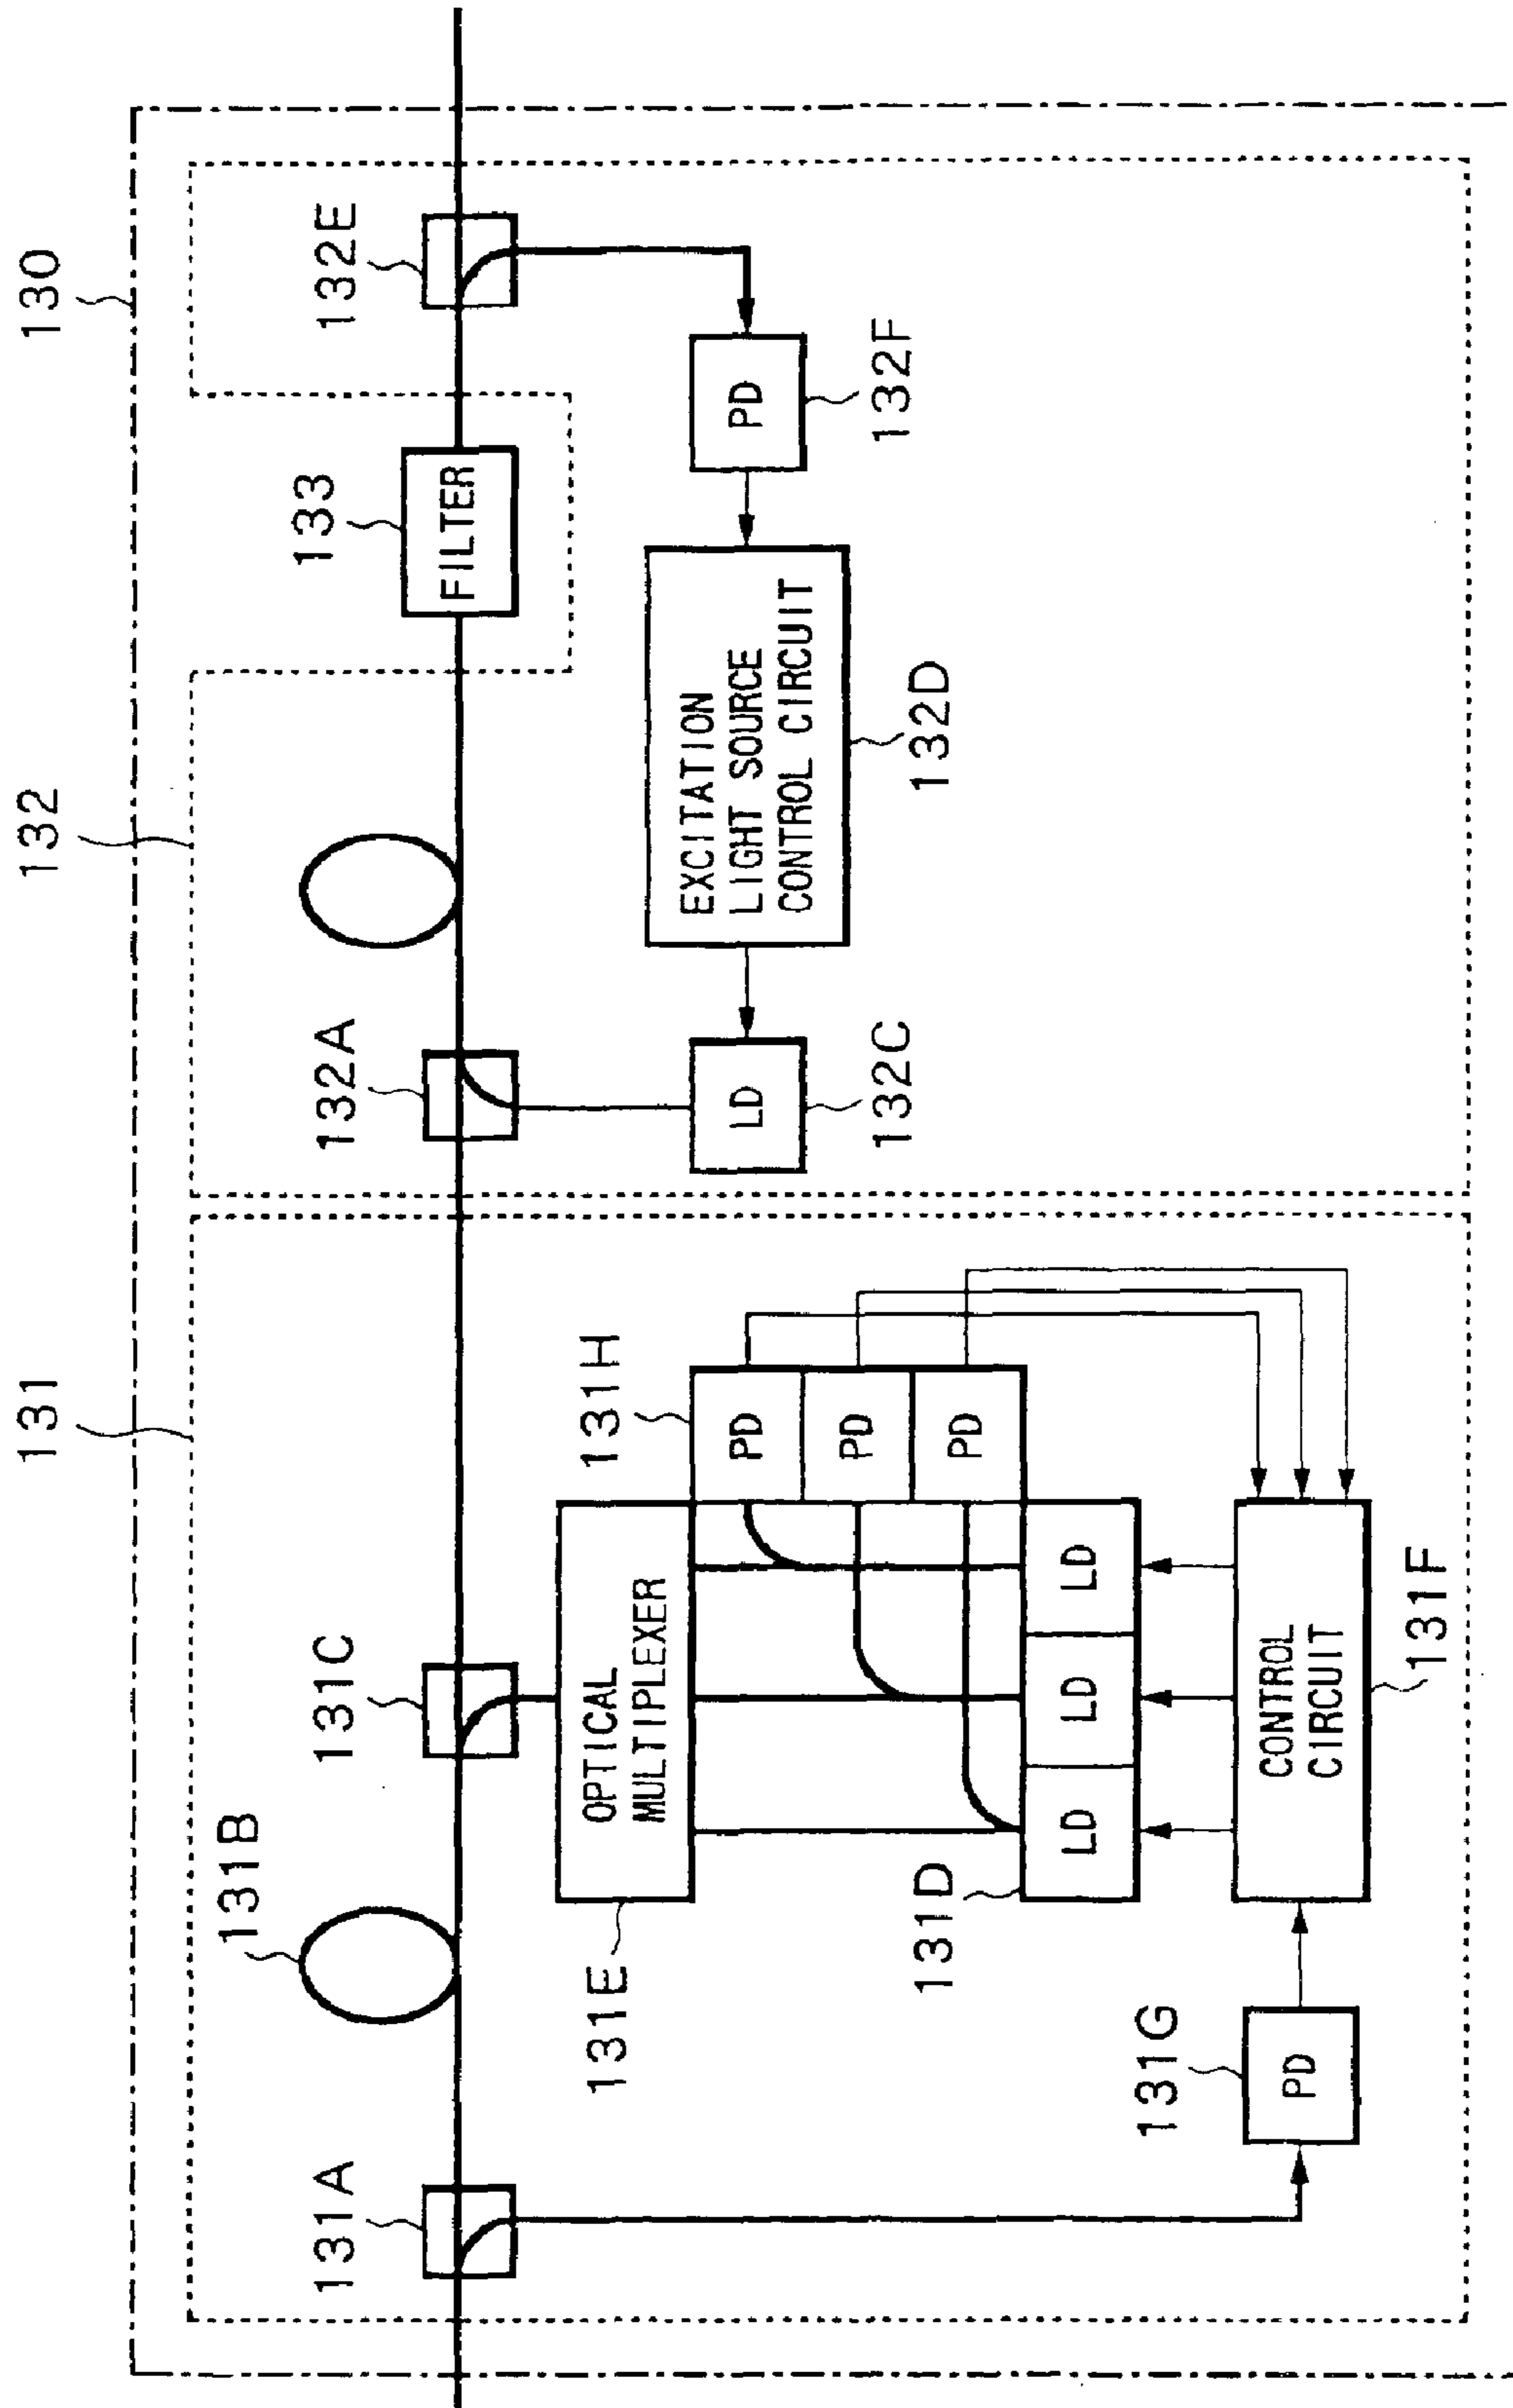 130
131
132
131A
131B
131C
132A
133
132E
FILTER
OPTICAL
MULTIPLEXER
131E
131H
PD
PD
PD
LD
132C
EXCITATION
LIGHT SOURCE
CONTROL CIRCUIT
132D
PD
132F
131D
LD
LD
LD
131G
PD
CONTROL
CIRCUIT
131F